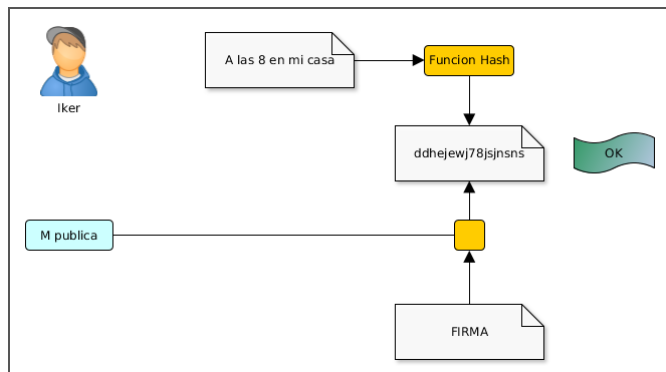 A las 8 en mi casa
Funcion Hash
Iker
ddhejewj78jsjnsns
OK
M publica
FIRMA